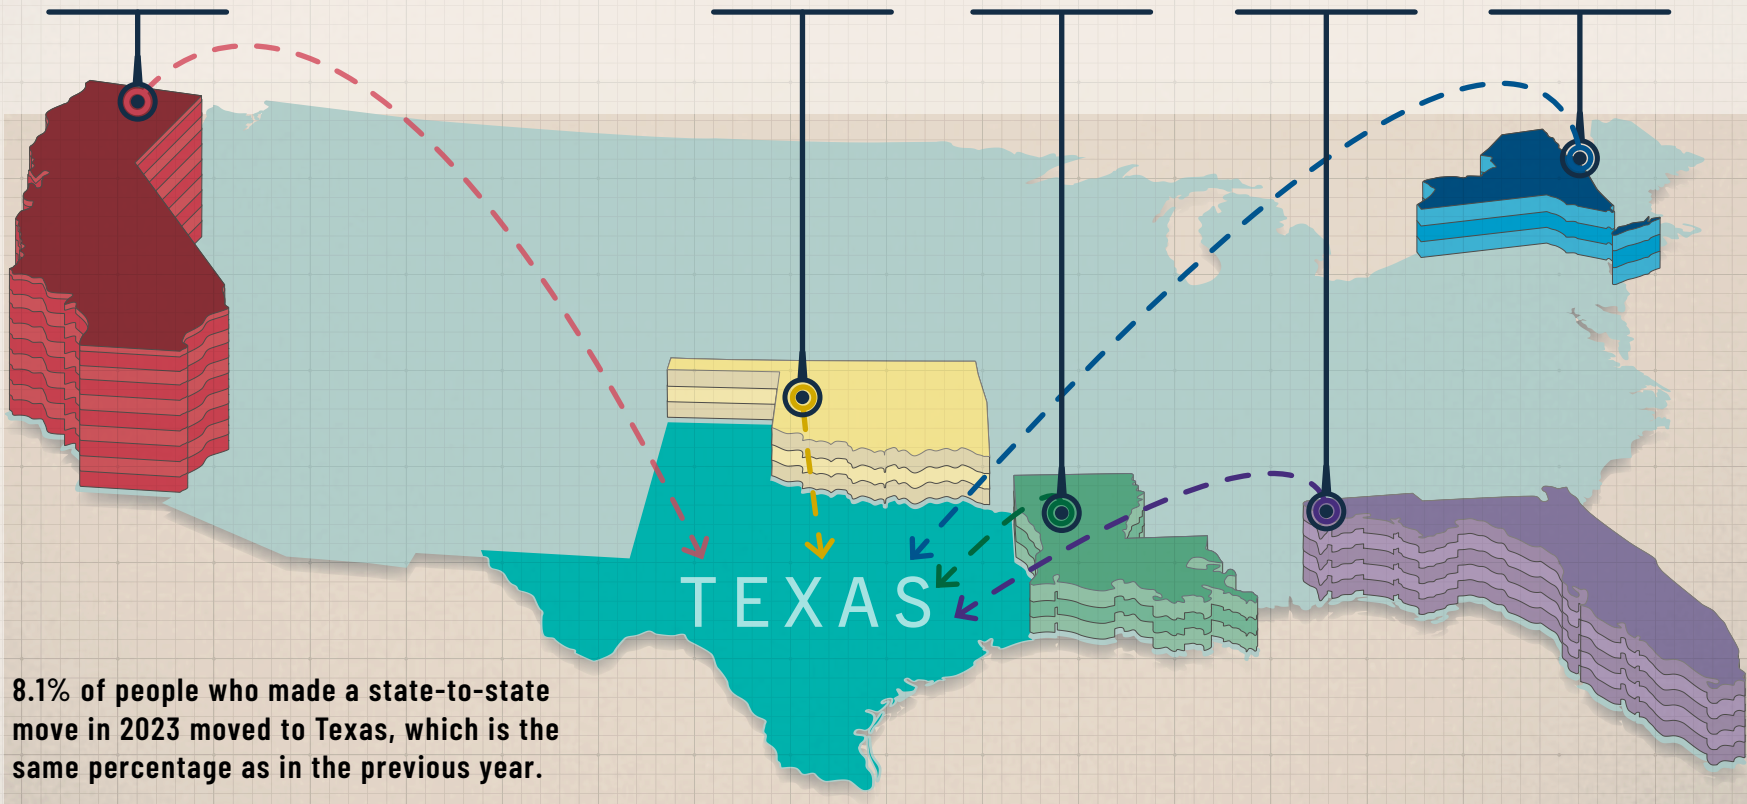 TEXAS
8.1% of people who made a state-to-state
move in 2023 moved to Texas, which is the
same percentage as in the previous year.